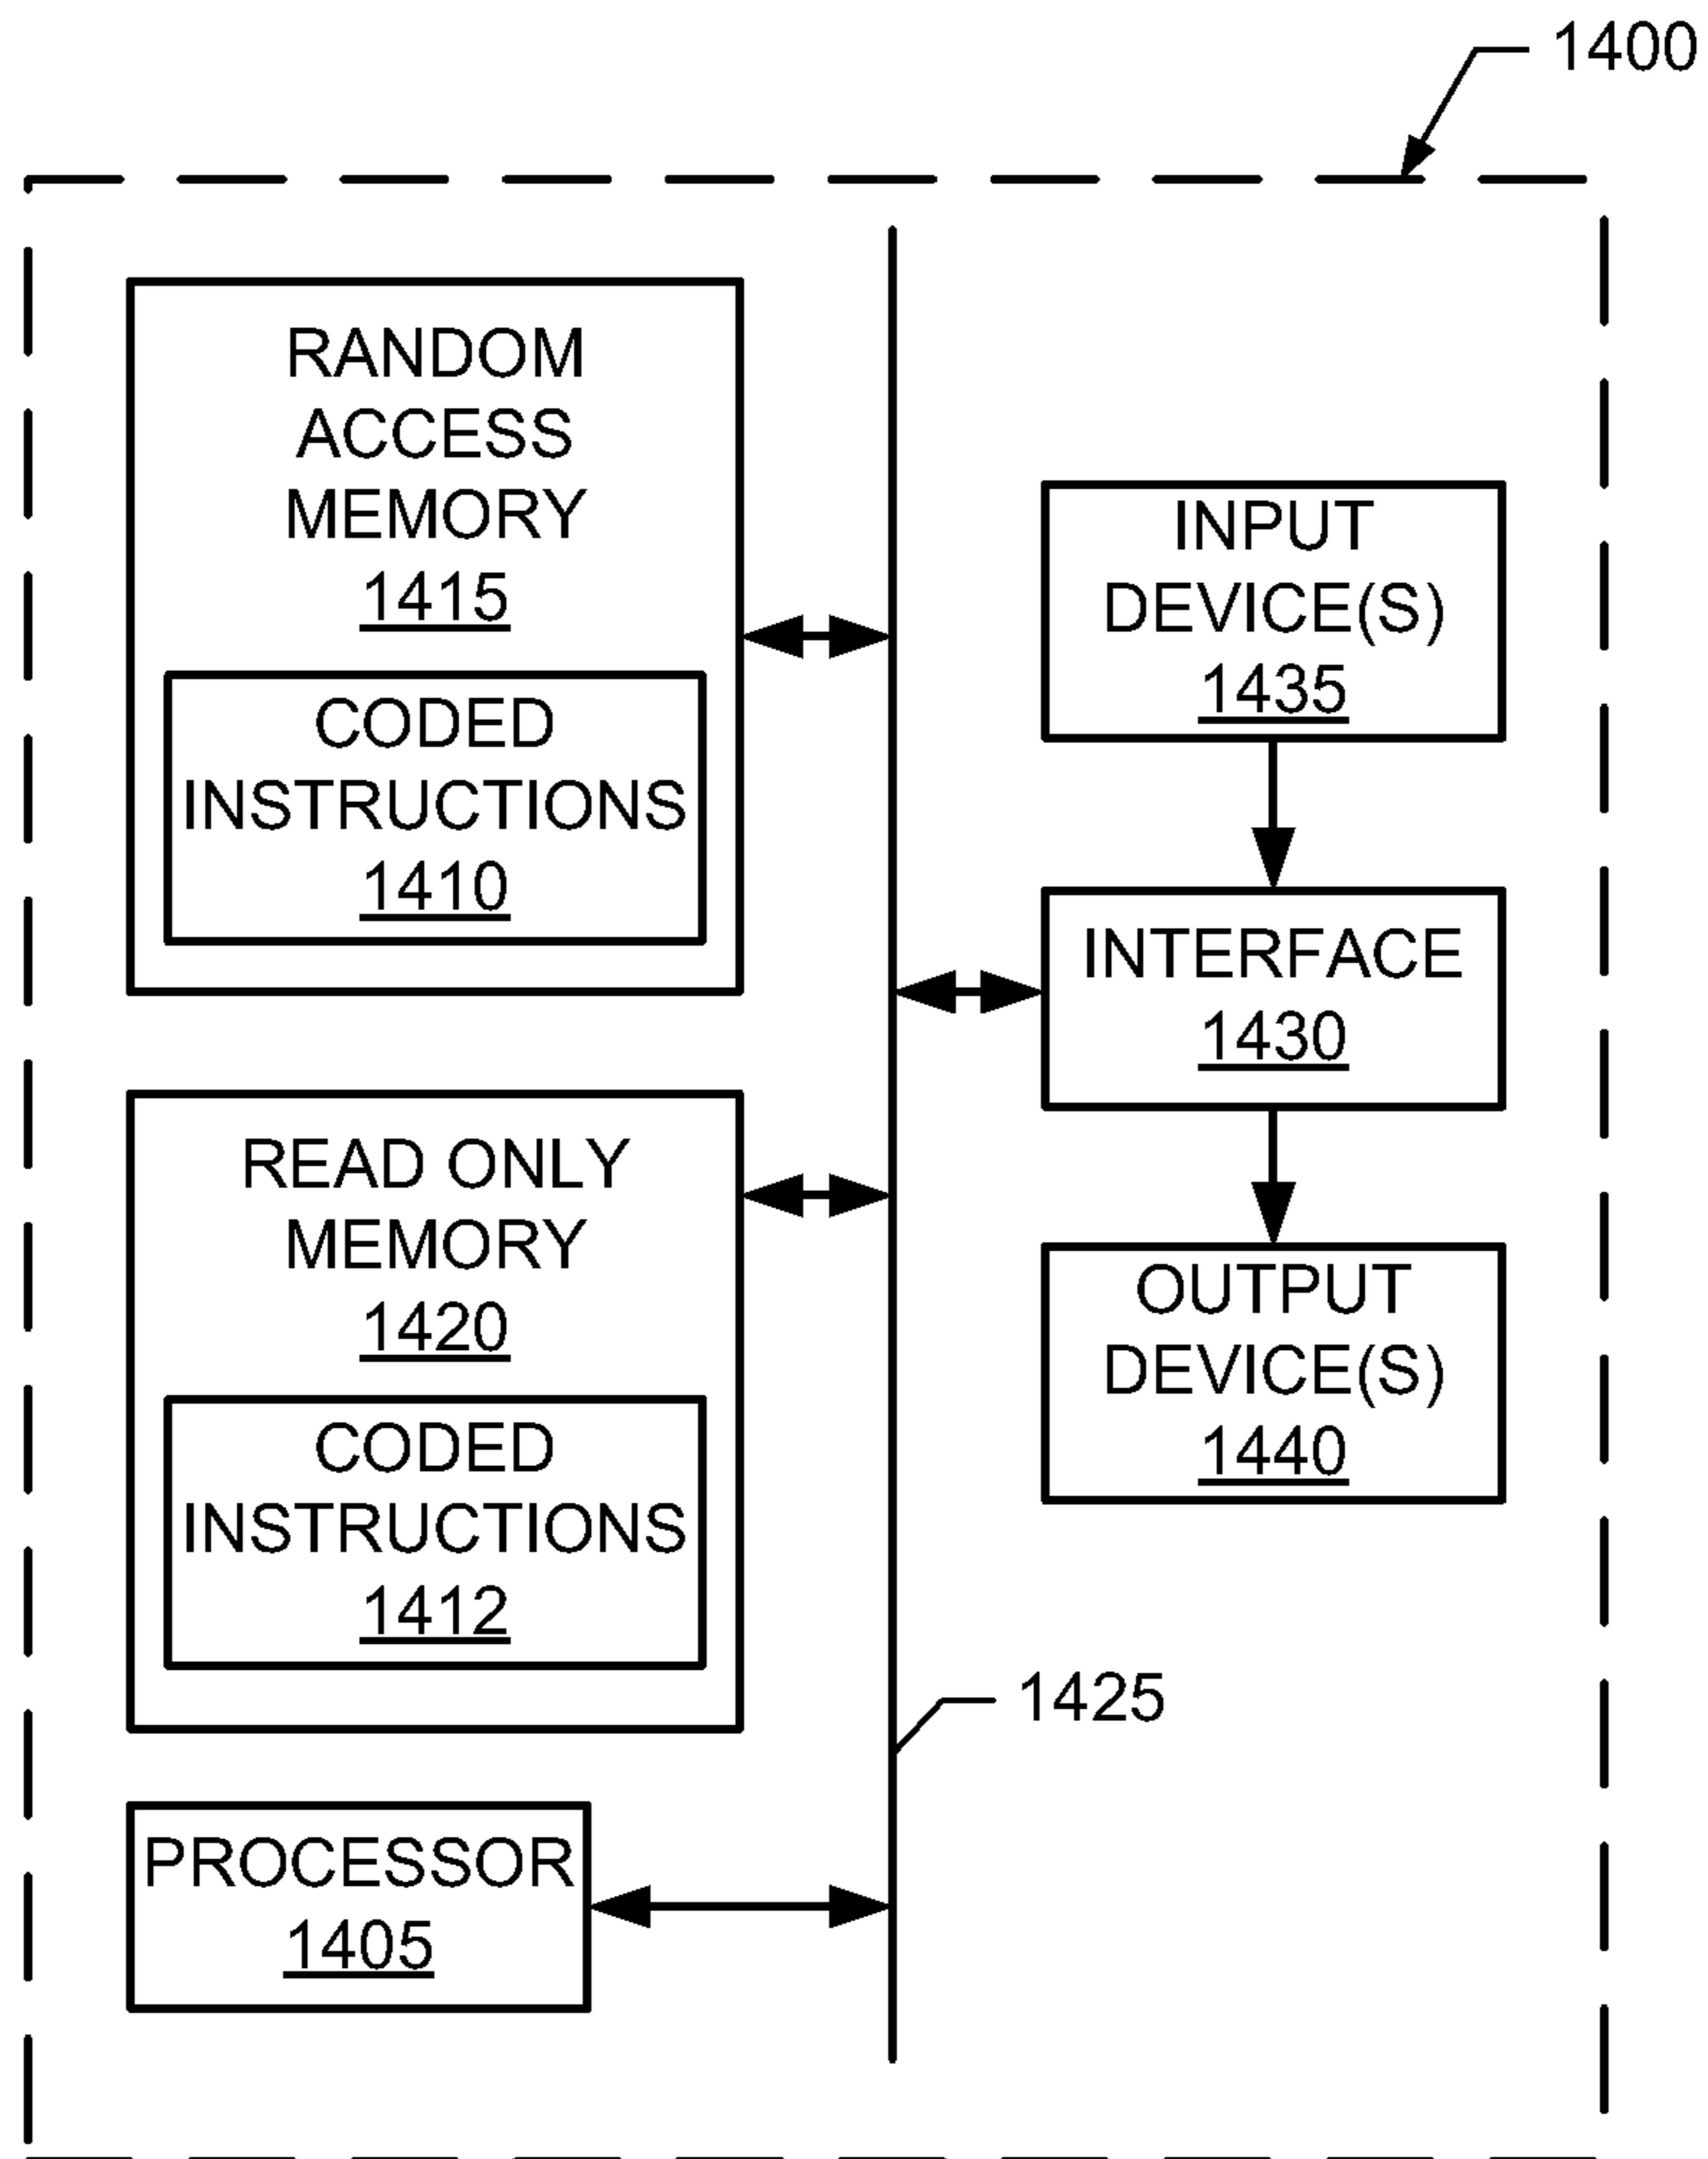 1400
RANDOM
ACCESS
MEMORY
1415
CODED
INSTRUCTIONS
1410
READ ONLY
MEMORY
1420
CODED
INSTRUCTIONS
1412
PROCESSOR
1405
INPUT
DEVICE(S)
1435
INTERFACE
1430
OUTPUT
DEVICE(S)
1440
1425